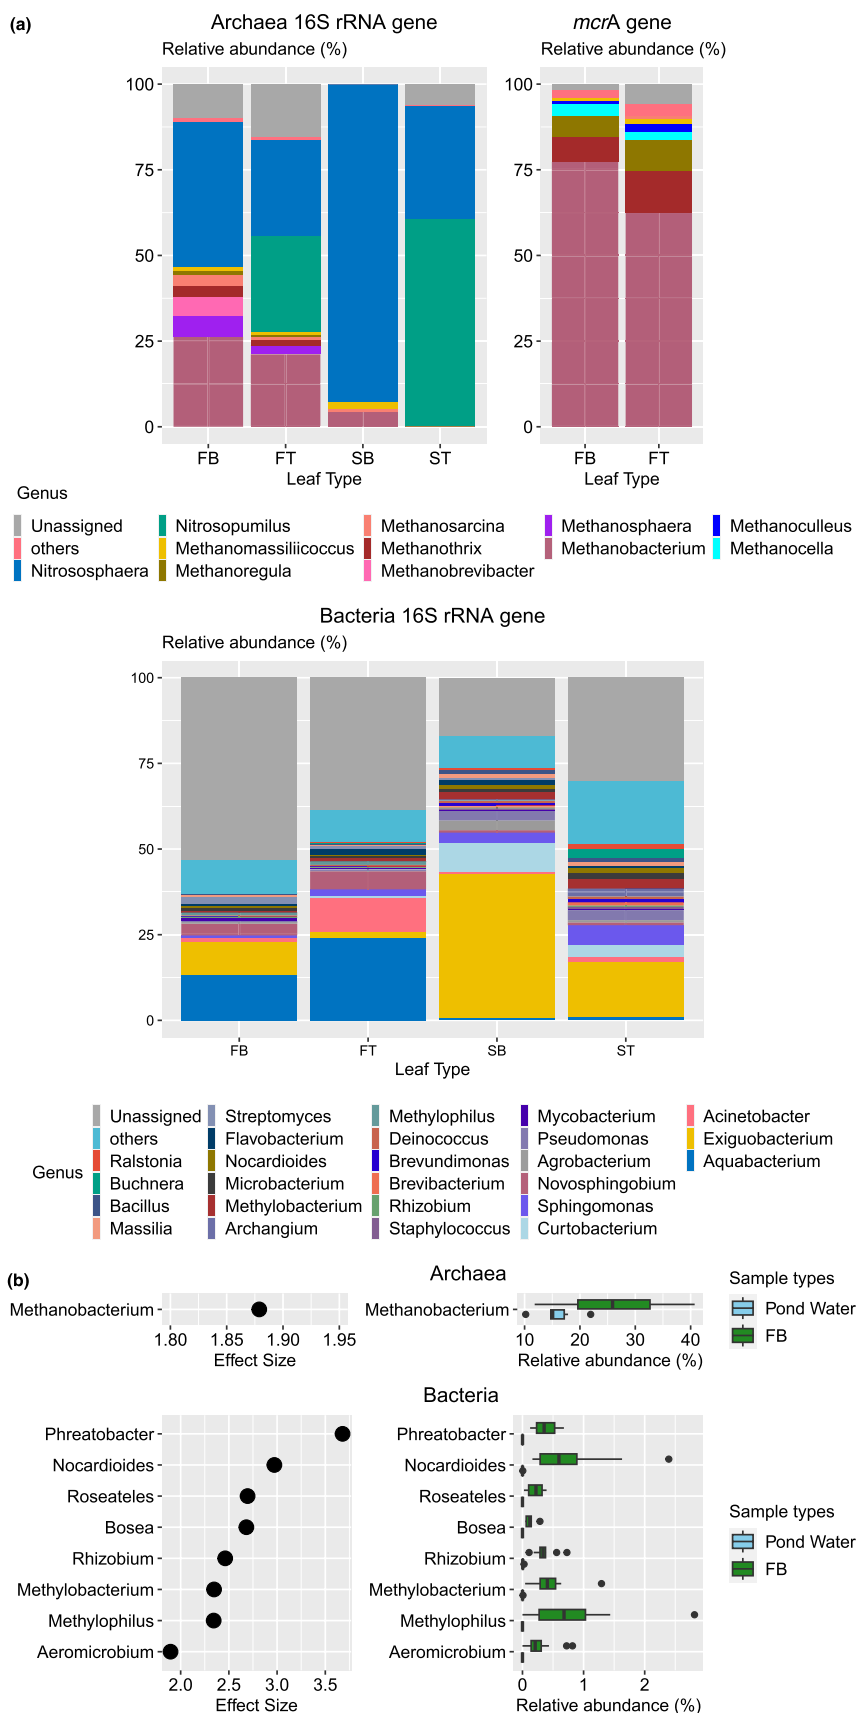 (a)
Archaea 16S rRNA gene
mcrA gene
Relative abundance (%)
Relative abundance (%)
100
75
50
25
0
100
75
50
25
0
FB FT SB ST
FB FT
Leaf Type
Leaf Type
Genus
Unassigned Nitrosopumilus Methanosarcina Methanosphaera Methanoculleus
others Methanomassiliicoccus Methanothrix Methanobacterium Methanocella
Nitrososphaera Methanoregula Methanobrevibacter
Bacteria 16S rRNA gene
Relative abundance (%)
100
75
50
25
0
FB FT SB ST
Leaf Type
Genus
Unassigned Streptomyces Methylophilus Mycobacterium Acinetobacter
others Flavobacterium Deinococcus Pseudomonas Exiguobacterium
Ralstonia Nocardioides Brevundimonas Agrobacterium Aquabacterium
Buchnera Microbacterium Brevibacterium Novosphingobium
Bacillus Methylobacterium Rhizobium Sphingomonas
Massilia Archangium Staphylococcus Curtobacterium
(b)
Archaea
Methanobacterium
1.80 1.85 1.90 1.95
Effect Size
Methanobacterium
10 20 30 40
Relative abundance (%)
Sample types
Pond Water
FB
Bacteria
Phreatobacter
Nocardioides
Roseateles
Bosea
Rhizobium
Methylobacterium
Methylophilus
Aeromicrobium
2.0 2.5 3.0 3.5
Effect Size
Phreatobacter
Nocardioides
Roseateles
Bosea
Rhizobium
Methylobacterium
Methylophilus
Aeromicrobium
0 1 2
Relative abundance (%)
Sample types
Pond Water
FB